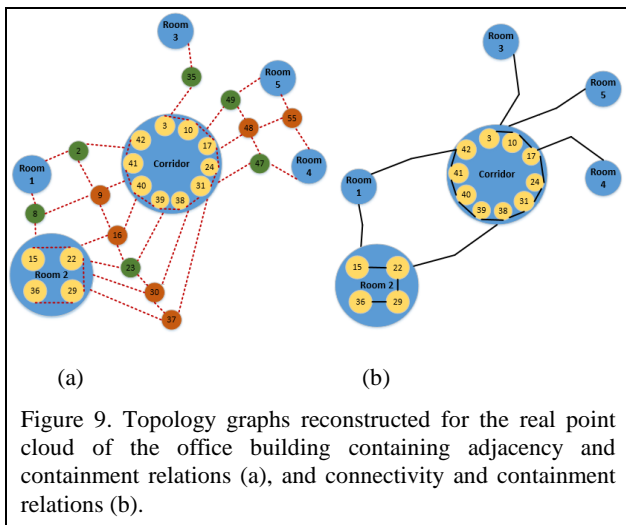 Room
3
35
Room
5
49
3
10
48
55
42
17
2
41
Corridor
24
47
Room
4
Room
1
40
31
9
39
38
8
16
15
22
23
Room 2
36
29
30
37
(a)
Room
3
Room
5
3
10
42
17
41
Corridor
24
Room
4
Room
1
40
31
39
38
15
22
Room 2
36
29
(b)
Figure 9. Topology graphs reconstructed for the real point
cloud of the office building containing adjacency and
containment relations (a), and connectivity and containment
relations (b).